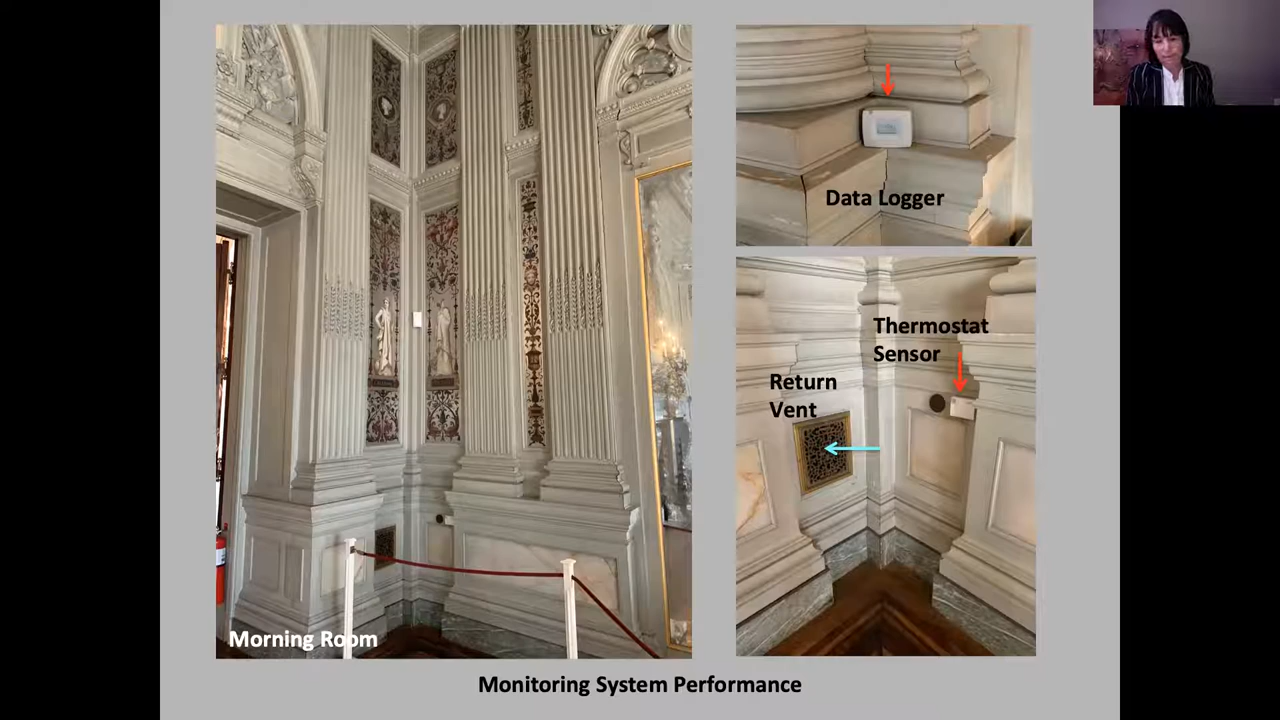 Data Logger
Thermostat
Sensor
Return
Vent
Morning Room
Monitoring System Performance